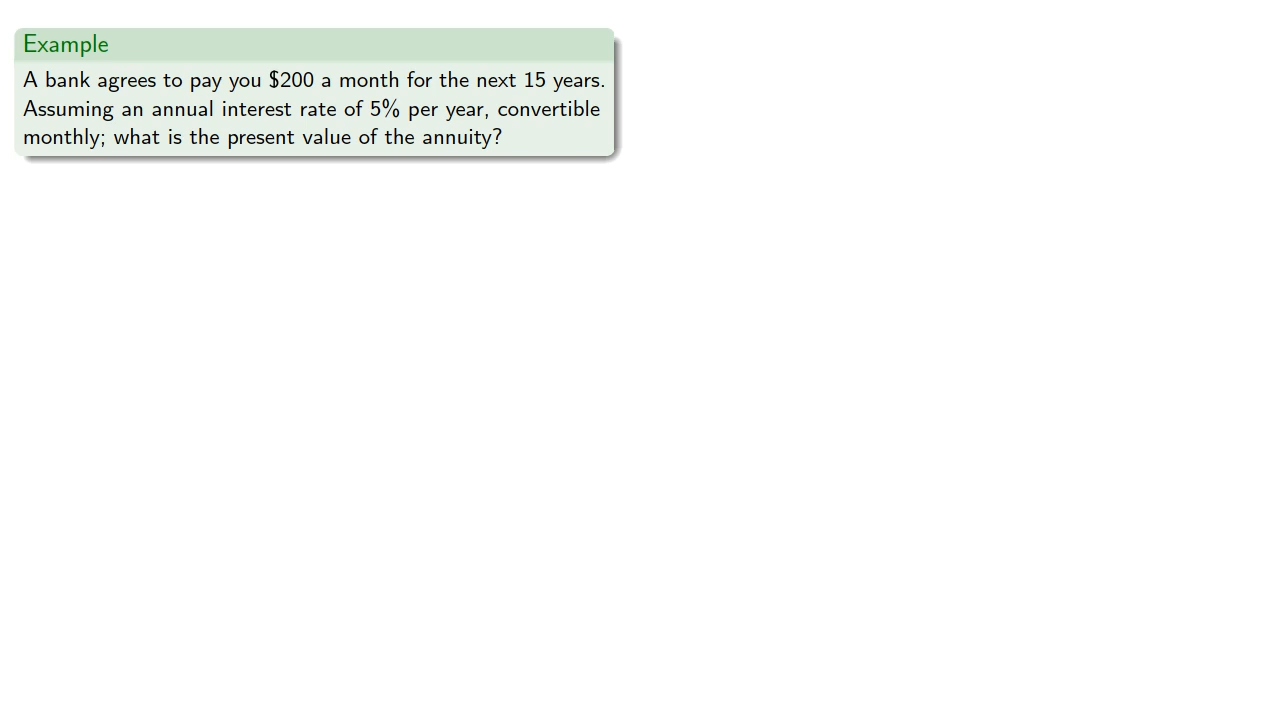 Example
A bank agrees to pay you $200 a month for the next 15 years.
Assuming an annual interest rate of 5% per year, convertible
monthly; what is the present value of the annuity?